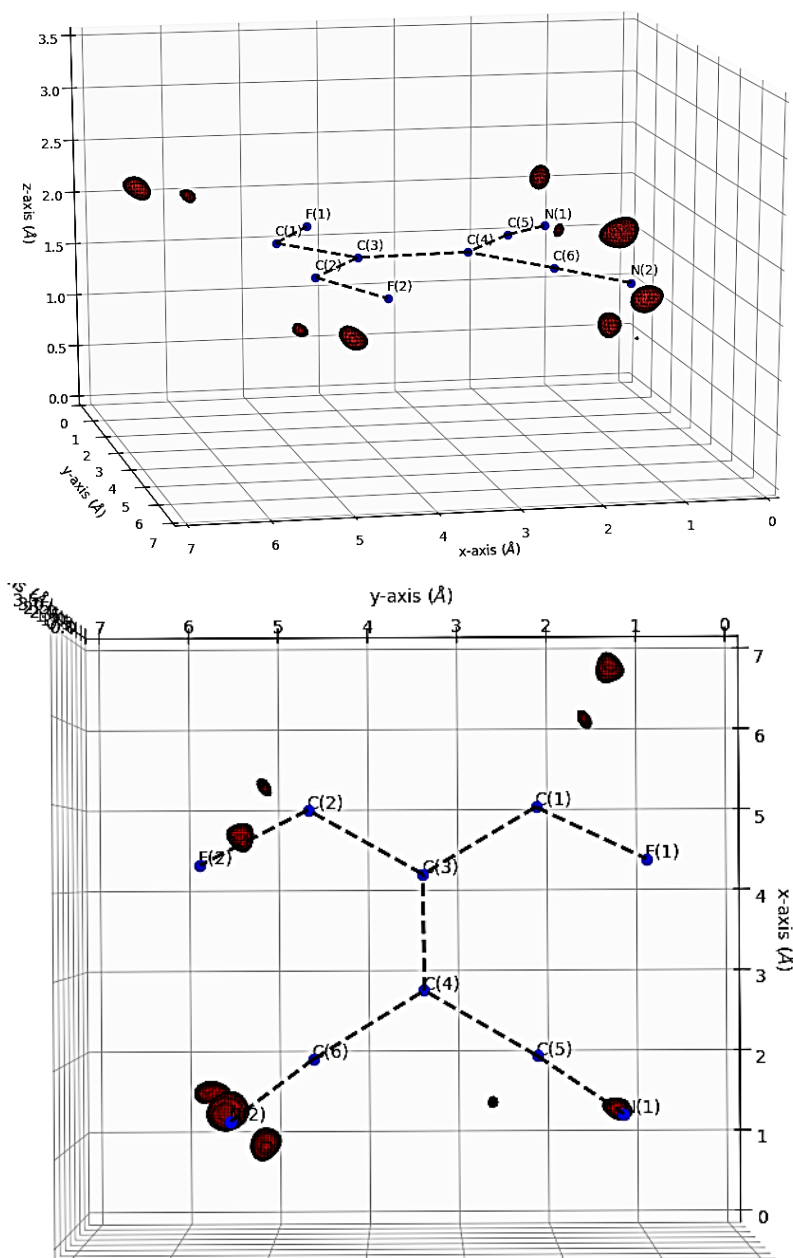 3.5
3.0
2.5
2.0
1.5
1.0
0.5
0.0
z-axis (Å)
F(1)
C(1)
C(3)
C(2)
F(2)
C(4)
C(5)
N(1)
C(6)
N(2)
0
1
2
3
4
5
6
7
y-axis (Å)
7
6
5
4
3
2
1
0
x-axis (Å)
y-axis (Å)
7
6
5
4
3
2
1
0
7
6
5
4
3
2
1
0
x-axis (Å)
C(2)
C(1)
F(2)
C(3)
F(1)
C(4)
C(6)
C(5)